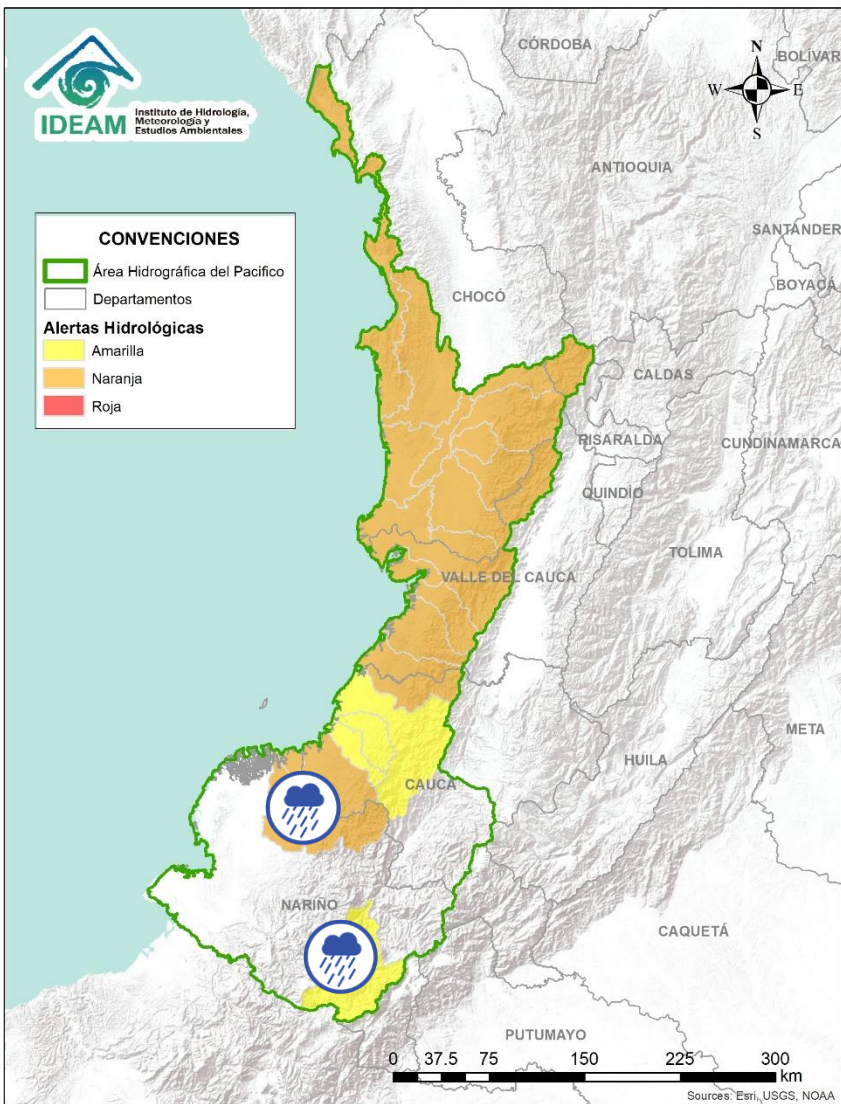 IDEAM
Instituto de Hidrología,
Meteorología y
Estudios Ambientales
N
W
E
S
CÓRDOBA
BOLÍVAR
ANTIOQUIA
SANTANDER
BOYACÁ
CHOCÓ
CALDAS
RISARALDA
CUNDINAMARCA
QUINDÍO
TOLIMA
VALLE DEL CAUCA
META
HUILA
CAUCA
NARIÑO
CAQUETÁ
PUTUMAYO
CONVENCIONES
Área Hidrográfica del Pacifico
Departamentos
Alertas Hidrológicas
Amarilla
Naranja
Roja
0 37.5 75 150 225 300
km
Sources: Esri, USGS, NOAA